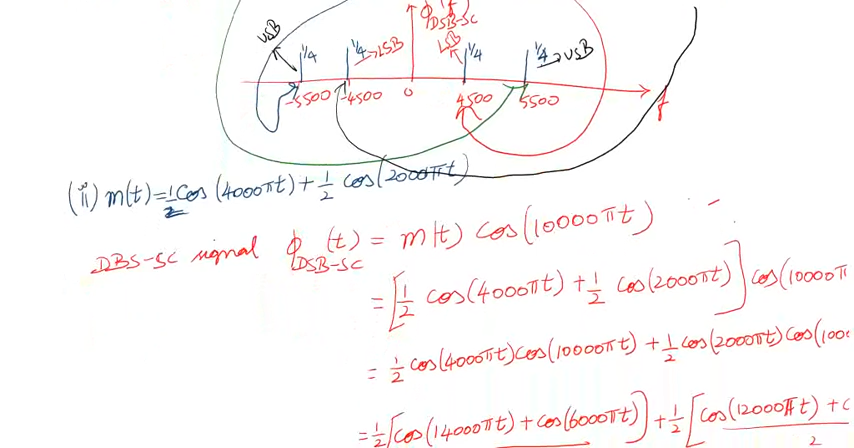 ϕ (f)
DSB-SC
USB 1/4 1/4 → LSB LSB 1/4 1/4 → USB
-5500 -4500 0 4500 5500 f
(ii) m(t) = 1/2 cos (4000πt) + 1/2 cos (2000πt)
DBS-SC signal ϕ DSB-SC (t) = m(t) cos (10000πt)
= [1/2 cos(4000πt) + 1/2 cos(2000πt)] cos(10000π
= 1/2 cos(4000πt) cos(10000πt) + 1/2 cos(2000πt) cos(100
= 1/2 [cos(14000πt) + cos(6000πt)] + 1/2 [cos(12000πt) + c
2